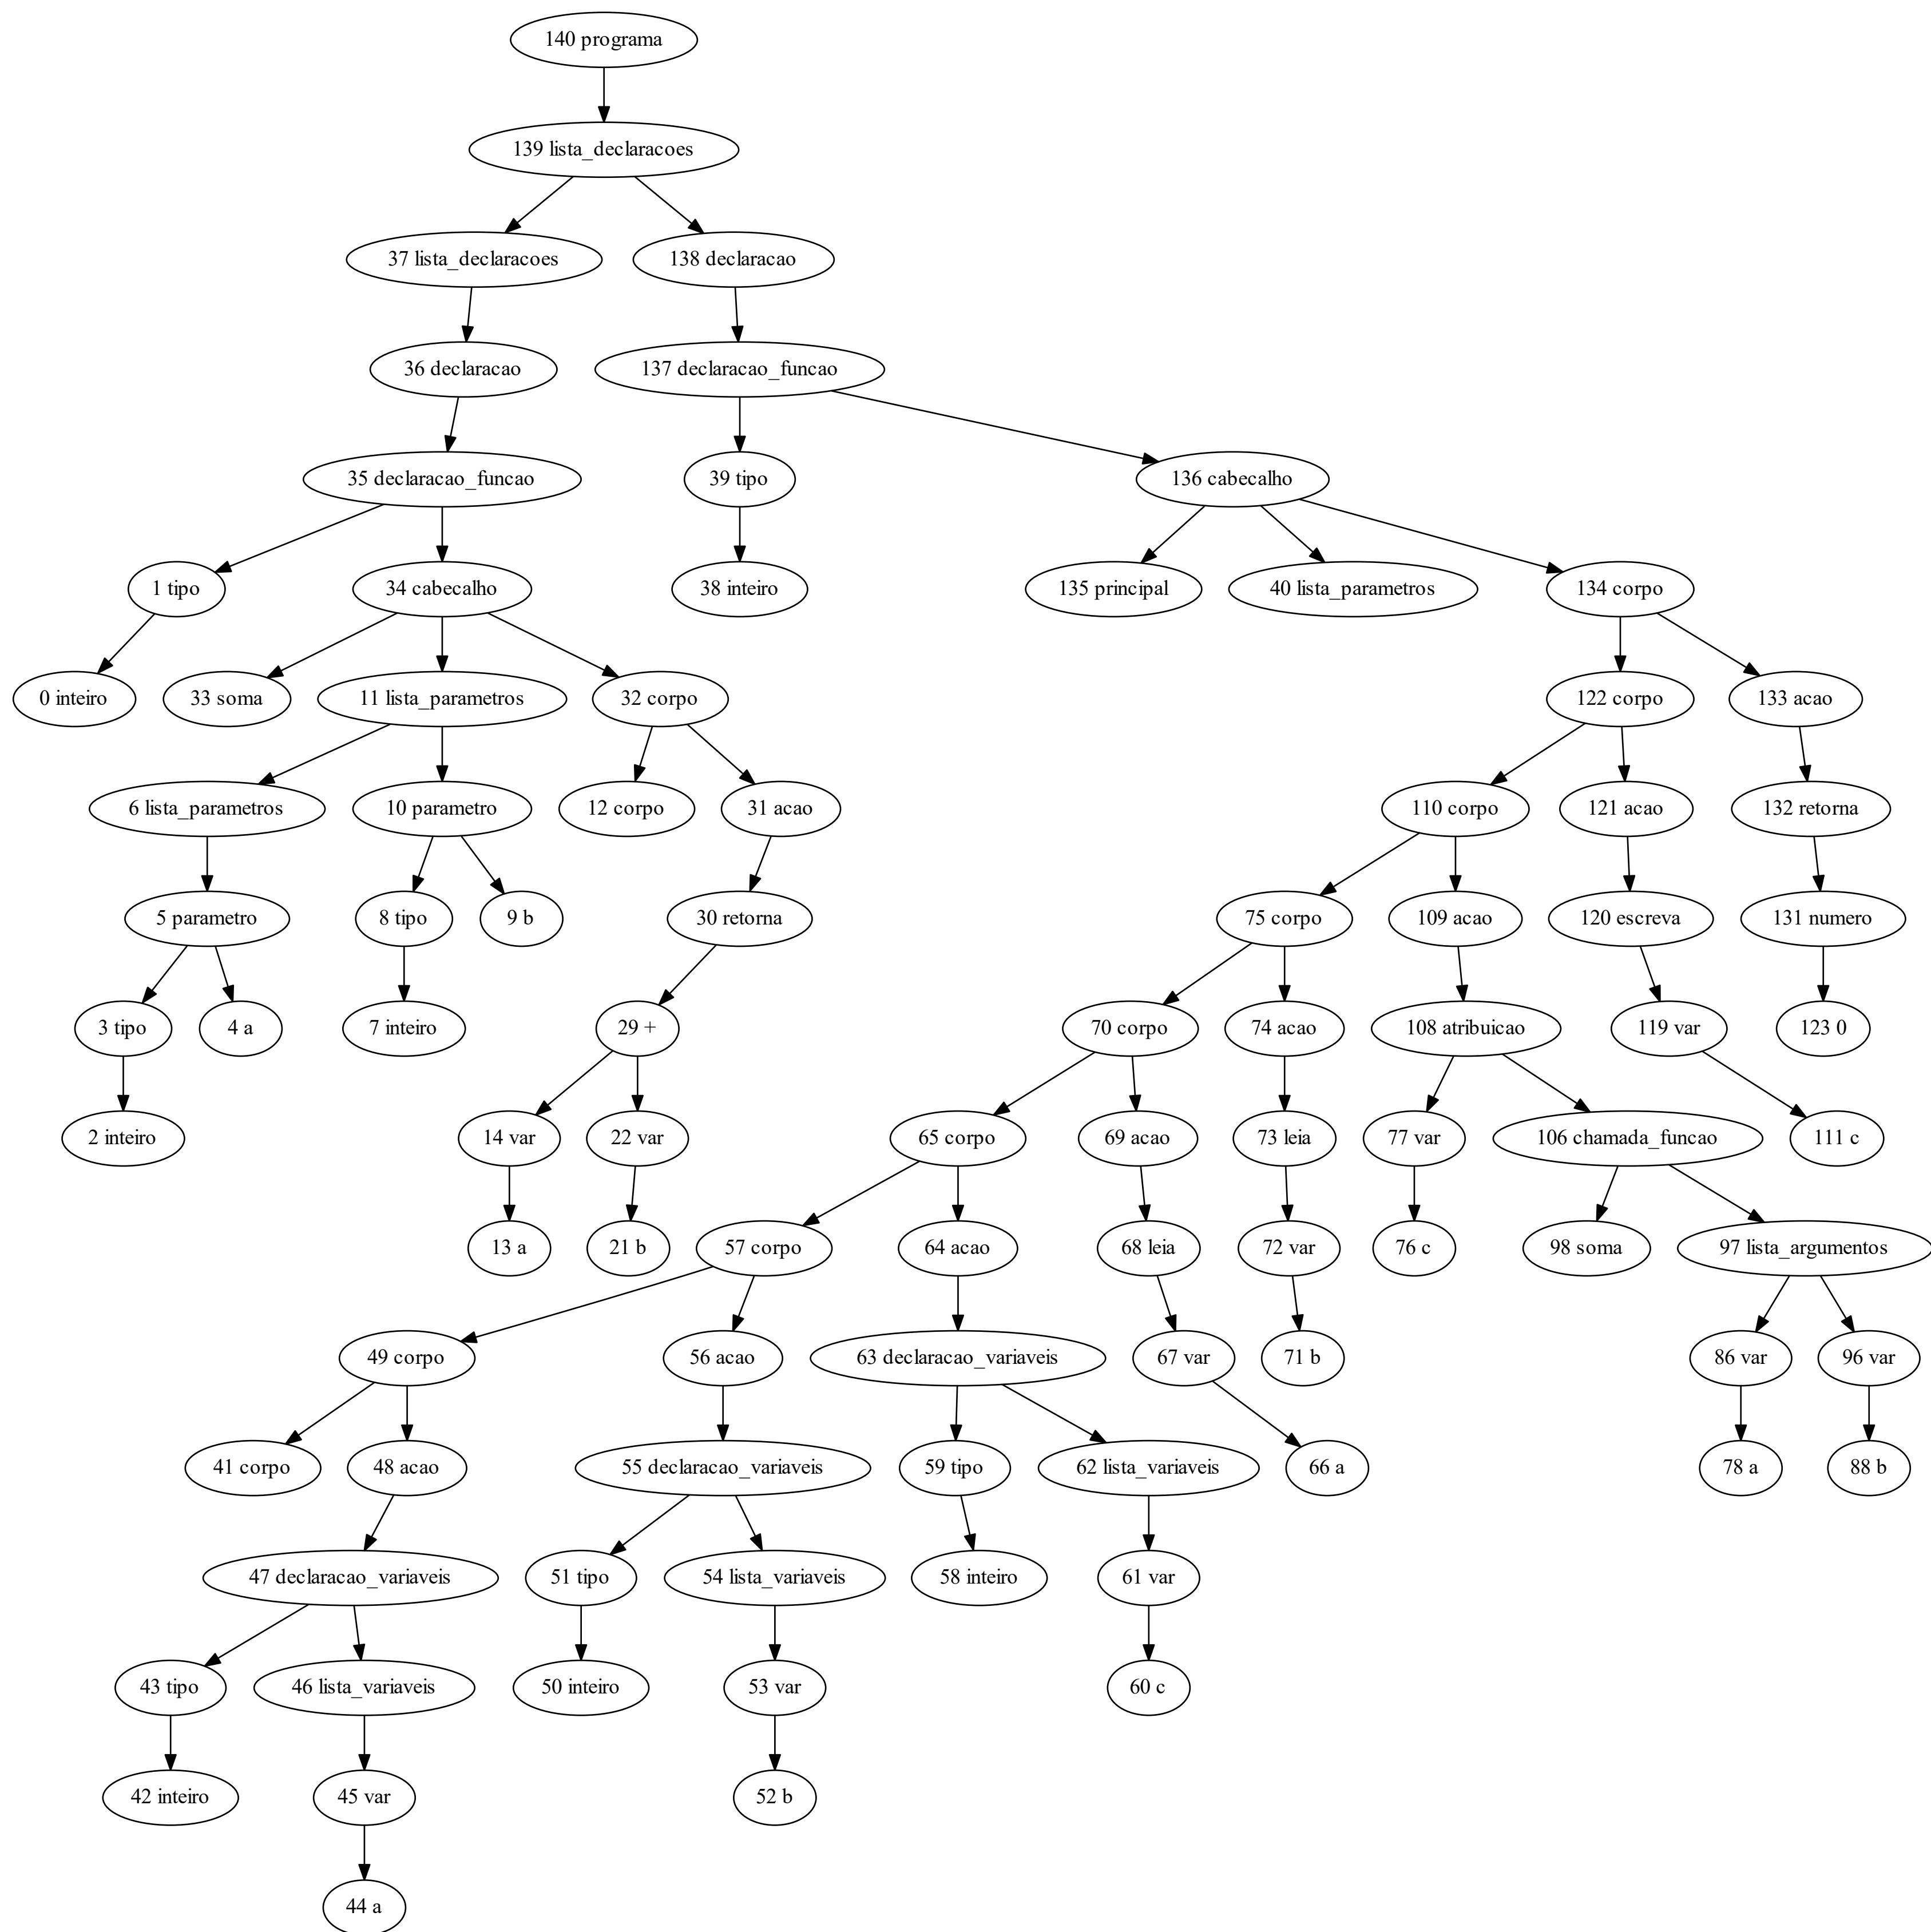 140 programa
139 lista_declaracoes
37 lista_declaracoes
138 declaracao
36 declaracao
137 declaracao_funcao
35 declaracao_funcao
39 tipo
136 cabecalho
1 tipo
34 cabecalho
38 inteiro
135 principal
40 lista_parametros
134 corpo
0 inteiro
33 soma
11 lista_parametros
32 corpo
122 corpo
133 acao
6 lista_parametros
10 parametro
12 corpo
31 acao
110 corpo
121 acao
132 retorna
5 parametro
8 tipo
9 b
30 retorna
75 corpo
109 acao
120 escreva
131 numero
3 tipo
4 a
7 inteiro
29 +
70 corpo
74 acao
108 atribuicao
119 var
123 0
2 inteiro
14 var
22 var
65 corpo
69 acao
73 leia
77 var
106 chamada_funcao
111 c
13 a
21 b
57 corpo
64 acao
68 leia
72 var
76 c
98 soma
97 lista_argumentos
49 corpo
56 acao
63 declaracao_variaveis
67 var
71 b
86 var
96 var
41 corpo
48 acao
55 declaracao_variaveis
59 tipo
62 lista_variaveis
66 a
78 a
88 b
47 declaracao_variaveis
51 tipo
54 lista_variaveis
58 inteiro
61 var
43 tipo
46 lista_variaveis
50 inteiro
53 var
60 c
42 inteiro
45 var
52 b
44 a